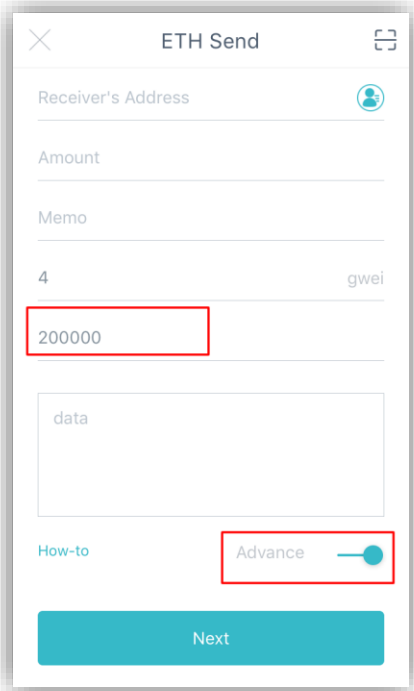 ETH Send
Receiver's Address
Amount
Memo
4 gwei
200000
data
How-to Advance
Next